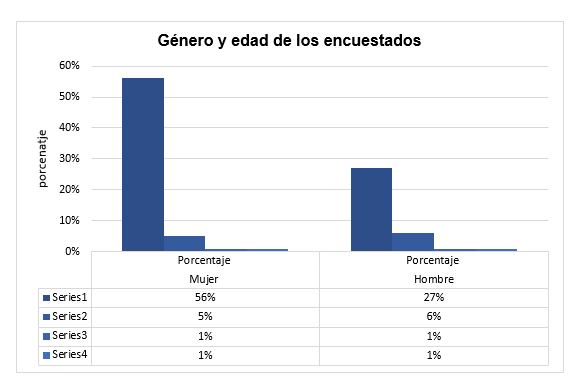 Género y edad de los encuestados
60%
50%
40%
30%
20%
10%
0%
porcenatje
Porcentaje Porcentaje
Mujer Hombre
Series1 56% 27%
Series2 5% 6%
Series3 1% 1%
Series4 1% 1%